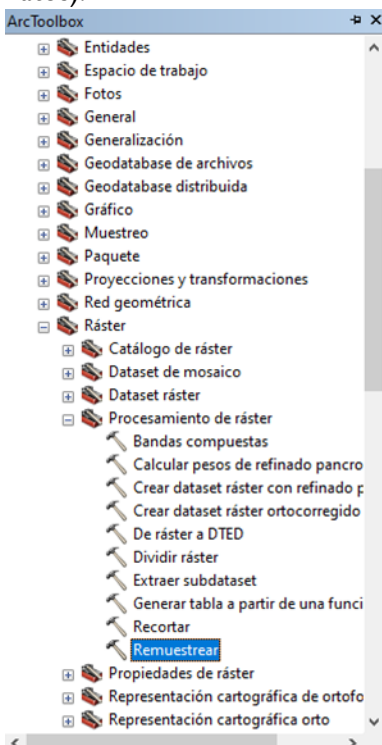 ArcToolbox
Entidades
Espacio de trabajo
Fotos
General
Generalización
Geodatabase de archivos
Geodatabase distribuida
Gráfico
Muestreo
Paquete
Proyecciones y transformaciones
Red geométrica
Ráster
Catálogo de ráster
Dataset de mosaico
Dataset ráster
Procesamiento de ráster
Bandas compuestas
Calcular pesos de refinado pancro
Crear dataset ráster con refinado p
Crear dataset ráster ortocorregido
De ráster a DTED
Dividir ráster
Extraer subdataset
Generar tabla a partir de una funci
Recortar
Remuestrear
Propiedades de ráster
Representación cartográfica de ortofo
Representación cartográfica orto